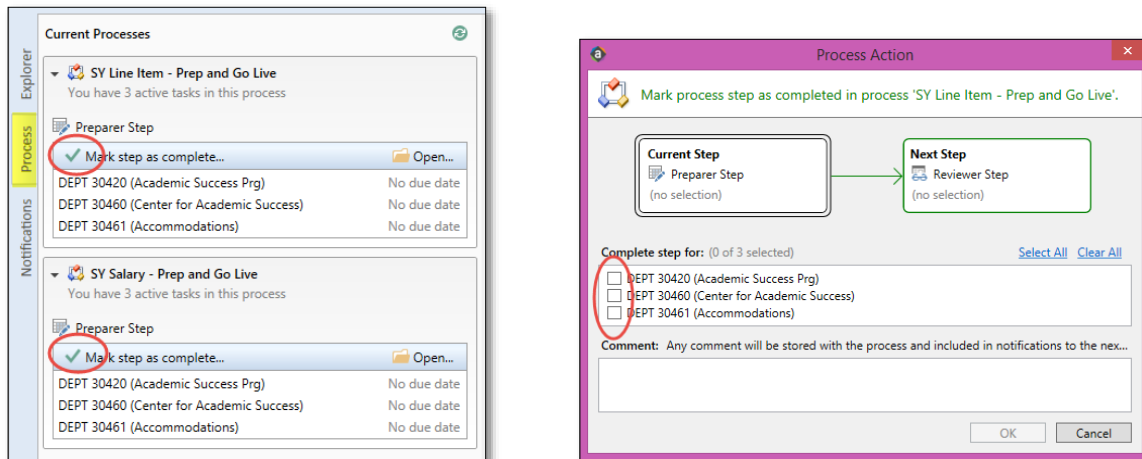 Explorer
Process
Notifications
Current Processes
SY Line Item - Prep and Go Live
You have 3 active tasks in this process
Preparer Step
Mark step as complete... Open...
DEPT 30420 (Academic Success Prg) No due date
DEPT 30460 (Center for Academic Success) No due date
DEPT 30461 (Accommodations) No due date
SY Salary - Prep and Go Live
You have 3 active tasks in this process
Preparer Step
Mark step as complete... Open...
DEPT 30420 (Academic Success Prg) No due date
DEPT 30460 (Center for Academic Success) No due date
DEPT 30461 (Accommodations) No due date
a
Process Action
Mark process step as completed in process 'SY Line Item - Prep and Go Live'.
Current Step
Preparer Step
(no selection)
Next Step
Reviewer Step
(no selection)
Complete step for: (0 of 3 selected) Select All Clear All
DEPT 30420 (Academic Success Prg)
DEPT 30460 (Center for Academic Success)
DEPT 30461 (Accommodations)
Comment: Any comment will be stored with the process and included in notifications to the nex...
OK Cancel